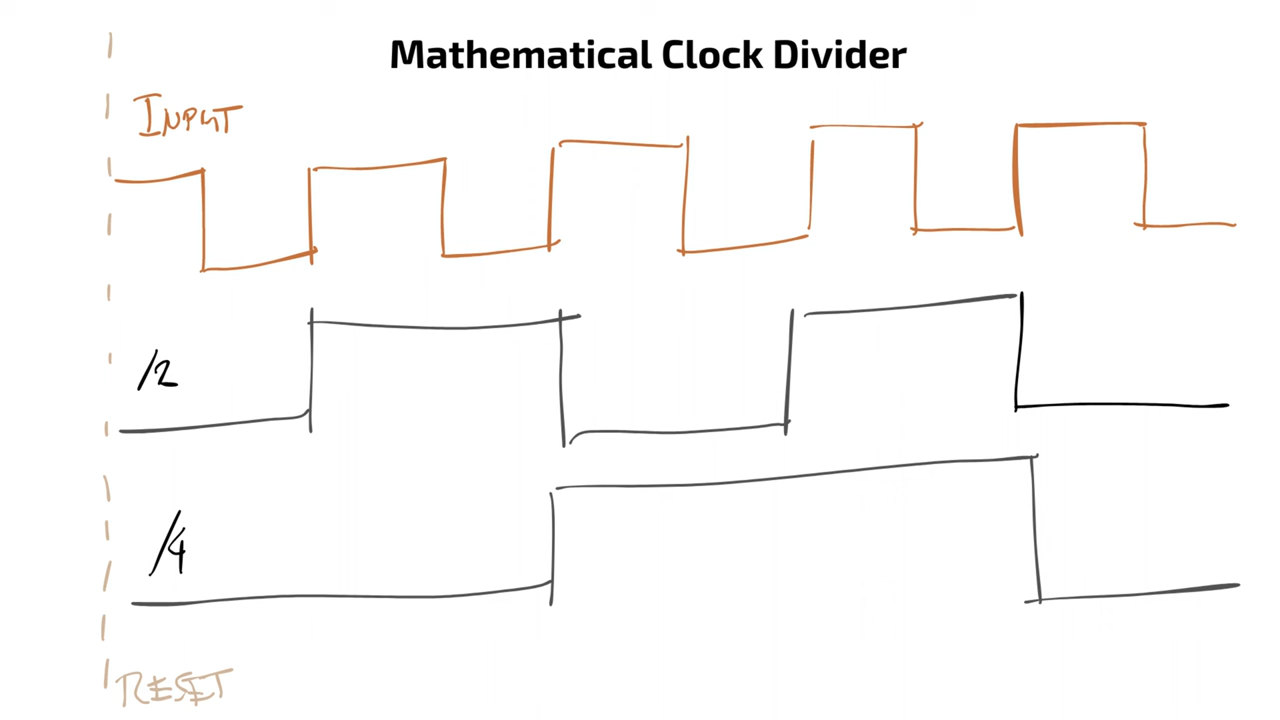 Mathematical Clock Divider
INPUT
/2
/4
RESET